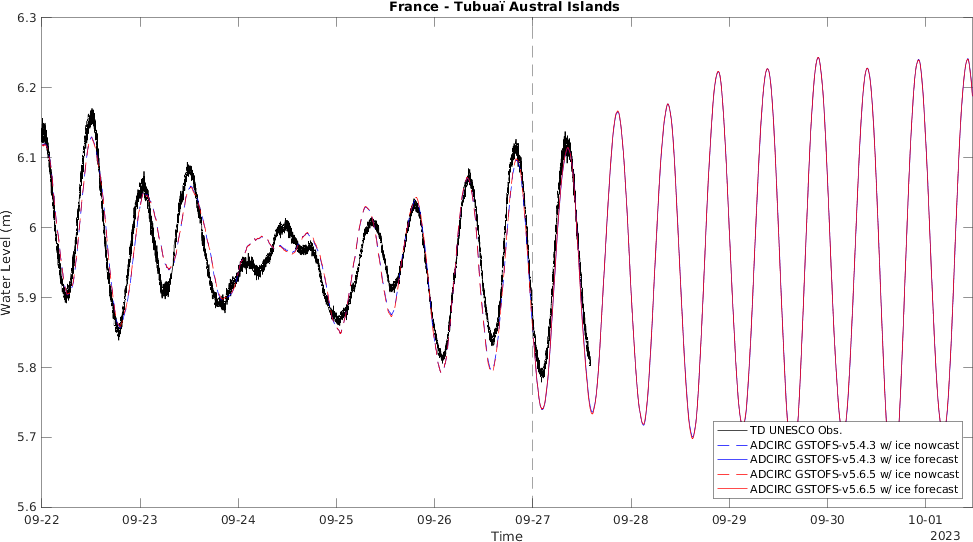 France - Tubuaï Austral Islands
6.3
6.2
6.1
6
5.9
5.8
5.7
5.6
Water Level (m)
TD UNESCO Obs.
ADCIRC GSTOFS-v5.4.3 w/ ice nowcast
ADCIRC GSTOFS-v5.4.3 w/ ice forecast
ADCIRC GSTOFS-v5.6.5 w/ ice nowcast
ADCIRC GSTOFS-v5.6.5 w/ ice forecast
09-22 09-23 09-24 09-25 09-26 09-27 09-28 09-29 09-30 10-01
2023
Time